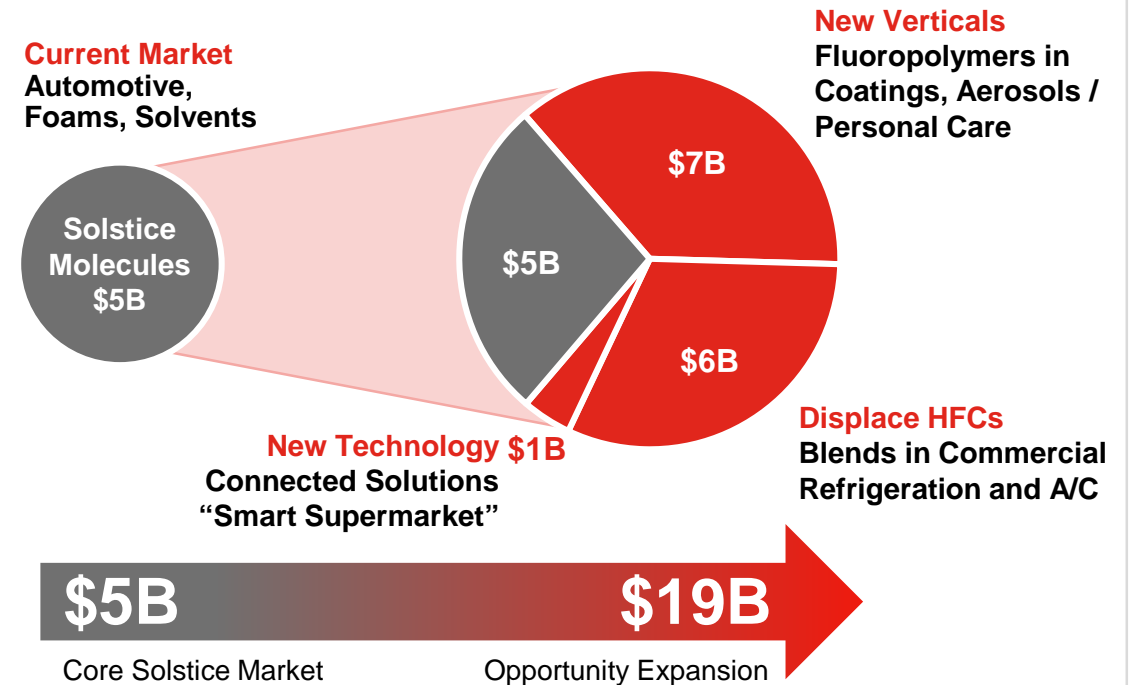 Current Market
Automotive,
Foams, Solvents
Solstice
Molecules
$5B
New Verticals
Fluoropolymers in
Coatings, Aerosols /
Personal Care
$7B
$5B
$6B
New Technology $1B
Connected Solutions
“Smart Supermarket”
Displace HFCs
Blends in Commercial
Refrigeration and A/C
$5B
$19B
Core Solstice Market
Opportunity Expansion